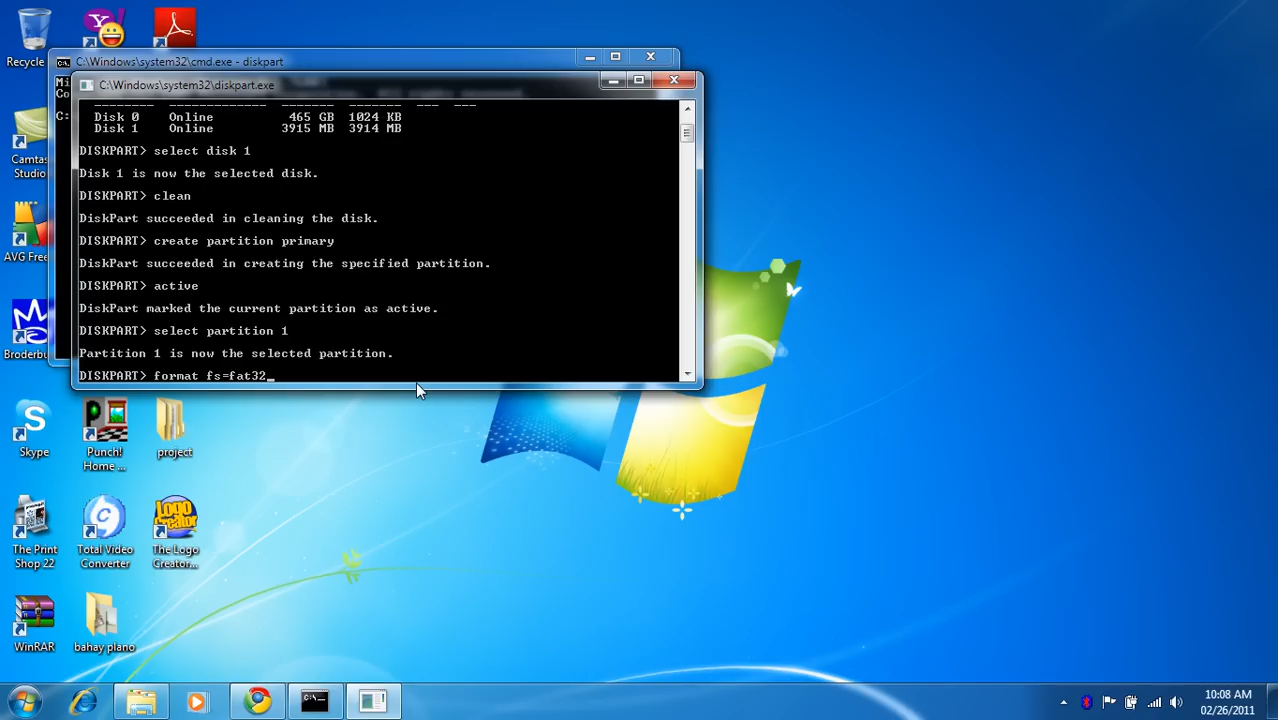 Recycle
C:\Windows\system32\cmd.exe - diskpart
C:\Windows\system32\diskpart.exe
Mi
Co
C:
-------- ------------- ------- ------- --- ---
Disk 0 Online 465 GB 1024 KB
Disk 1 Online 3915 MB 3914 MB
DISKPART> select disk 1
Disk 1 is now the selected disk.
DISKPART> clean
DiskPart succeeded in cleaning the disk.
DISKPART> create partition primary
DiskPart succeeded in creating the specified partition.
DISKPART> active
DiskPart marked the current partition as active.
DISKPART> select partition 1
Partition 1 is now the selected partition.
DISKPART> format fs=fat32_
Camtas
Studio
AVG Free
Broderbu
Skype
Punch!
Home ...
project
The Print
Shop 22
Total Video
Converter
The Logo
Creator...
WinRAR
bahay plano
10:08 AM
02/26/2011